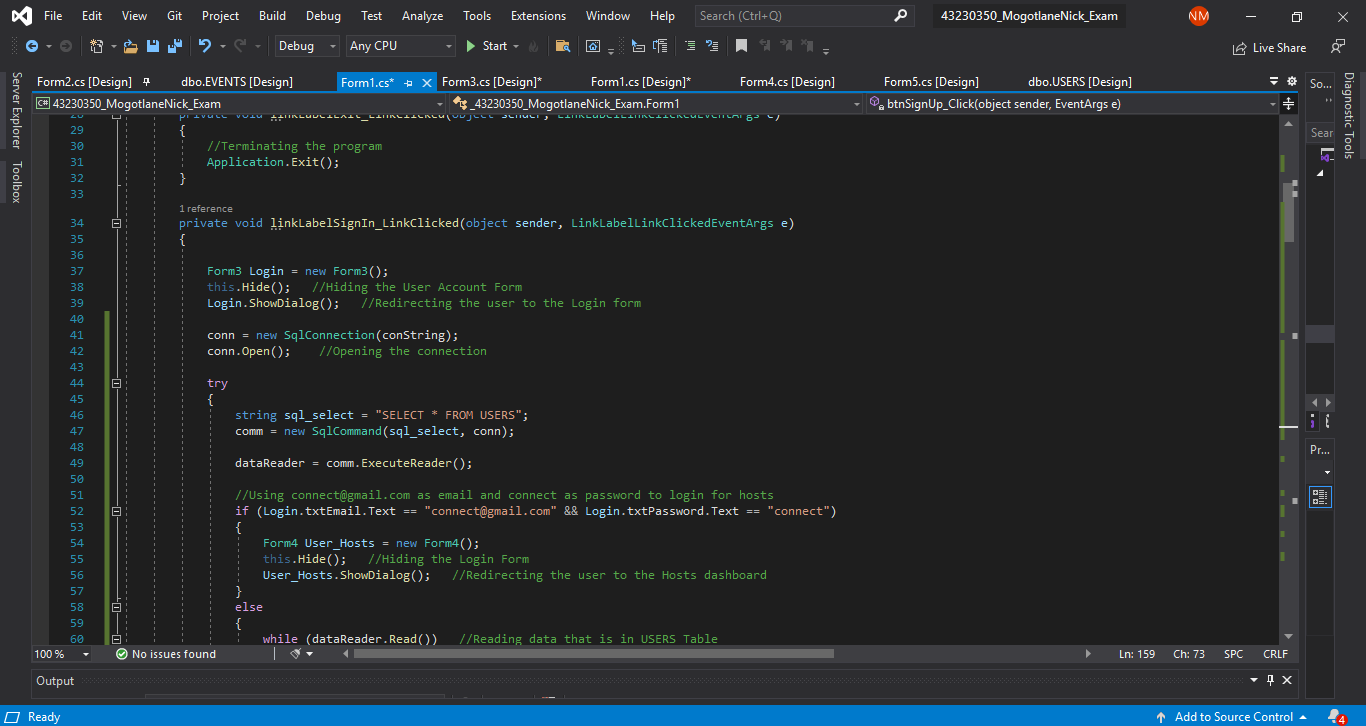 File Edit View Git Project Build Debug Test Analyze Tools Extensions Window Help Search (Ctrl+Q) 43230350_MogotlaneNick_Exam NM
Debug Any CPU Start Live Share
Form2.cs [Design] dbo.EVENTS [Design] Form1.cs* Form3.cs [Design]* Form1.cs [Design]* Form4.cs [Design] Form5.cs [Design] dbo.USERS [Design]
C# 43230350_MogotlaneNick_Exam _43230350_MogotlaneNick_Exam.Form1 btnSignUp_Click(object sender, EventArgs e)
Server Explorer
Toolbox
28 private void linkLabelExit_LinkClicked(object sender, LinkLabelLinkClickedEventArgs e)
29 {
30 //Terminating the program
31 Application.Exit();
32 }
33
1 reference
34 private void linkLabelSignIn_LinkClicked(object sender, LinkLabelLinkClickedEventArgs e)
35 {
36
37 Form3 Login = new Form3();
38 this.Hide(); //Hiding the User Account Form
39 Login.ShowDialog(); //Redirecting the user to the Login form
40
41 conn = new SqlConnection(conString);
42 conn.Open(); //Opening the connection
43
44 try
45 {
46 string sql_select = "SELECT * FROM USERS";
47 comm = new SqlCommand(sql_select, conn);
48
49 dataReader = comm.ExecuteReader();
50
51 //Using connect@gmail.com as email and connect as password to login for hosts
52 if (Login.txtEmail.Text == "connect@gmail.com" && Login.txtPassword.Text == "connect")
53 {
54 Form4 User_Hosts = new Form4();
55 this.Hide(); //Hiding the Login Form
56 User_Hosts.ShowDialog(); //Redirecting the user to the Hosts dashboard
57 }
58 else
59 {
60 while (dataReader.Read()) //Reading data that is in USERS Table
100 % No issues found Ln: 159 Ch: 73 SPC CRLF
Output
So...
Sear
Pr...
Diagnostic Tools
Ready Add to Source Control 4